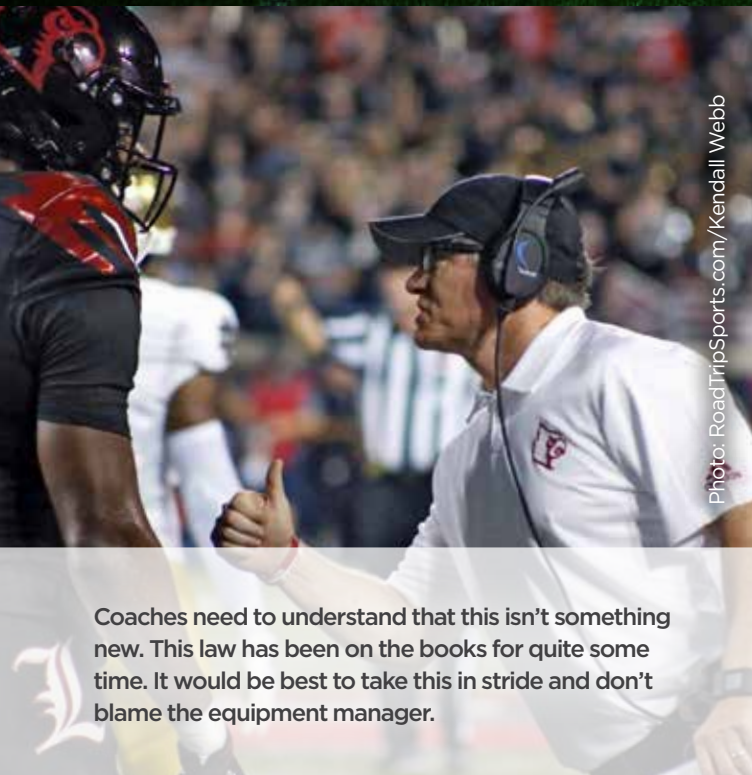 Photo: RoadTripSports.com/Kendall Webb
Coaches need to understand that this isn't something
new. This law has been on the books for quite some
time. It would be best to take this in stride and don't
blame the equipment manager.
L